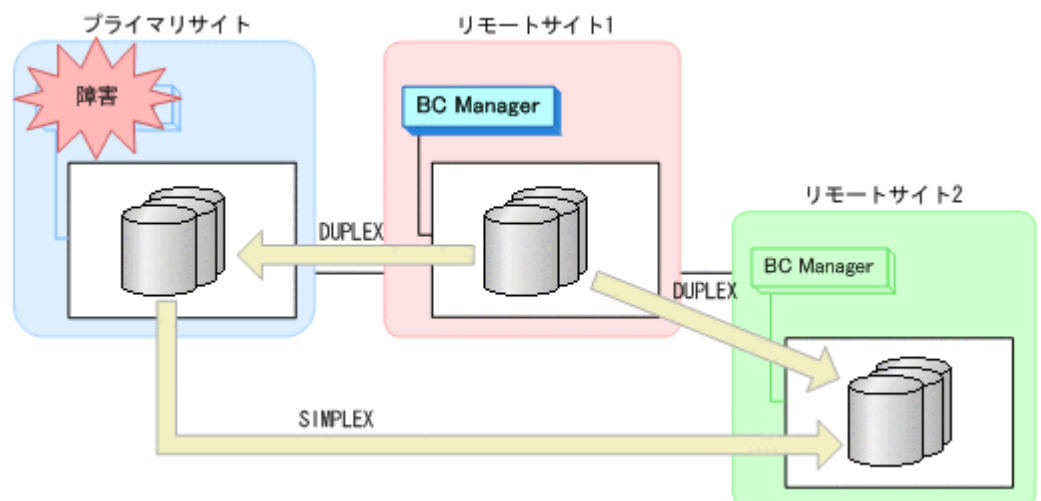 プライマリサイト
リモートサイト1
障害
BC Manager
リモートサイト2
DUPLEX
BC Manager
DUPLEX
SIMPLEX